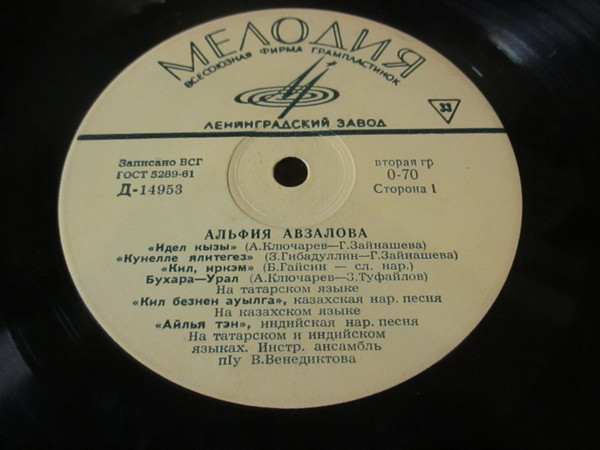 МЕЛОДИЯ
ВСЕСОЮЗНАЯ ФИРМА ГРАМПЛАСТИНОК
ЛЕНИНГРАДСКИЙ ЗАВОД
33
Записано ВСГ
ГОСТ 5289-61
Д-14953
вторая гр
0-70
Сторона 1
АЛЬФИЯ АВЗАЛОВА
«Идел кызы» (А.Ключарев—Г.Зайнашева)
«Кунелле ялитегез» (З.Гибадуллин—Г.Зайнашева)
«Кил, иркэм» (Б.Гайсин — сл. нар.)
Бухара—Урал (А.Ключарев—З.Туфайлов)
На татарском языке
«Кил безнен ауылга», казахская нар. песня
На казахском языке
«Айлья тэн», индийская нар. песня
На татарском и индийском
языках. Инстр. ансамбль
пIу В.Венедиктова